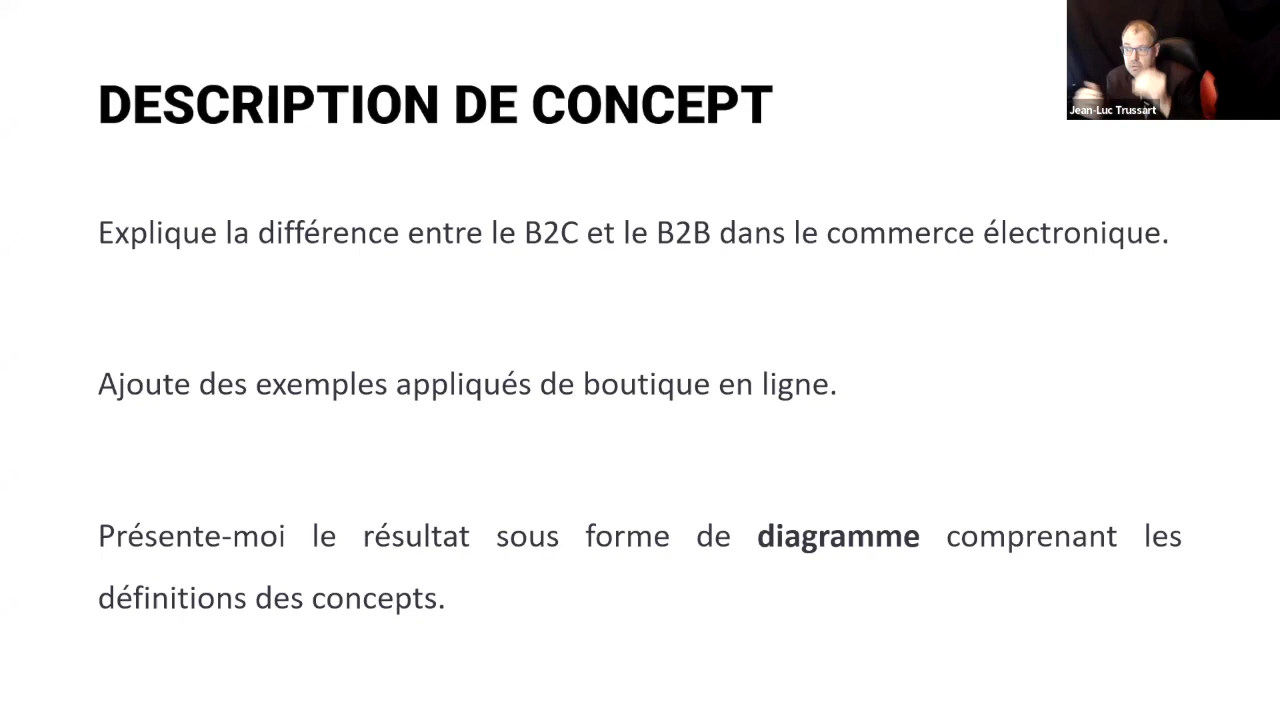 DESCRIPTION DE CONCEPT
Jean-Luc Trussart
Explique la différence entre le B2C et le B2B dans le commerce électronique.
Ajoute des exemples appliqués de boutique en ligne.
Présente-moi le résultat sous forme de diagramme comprenant les
définitions des concepts.